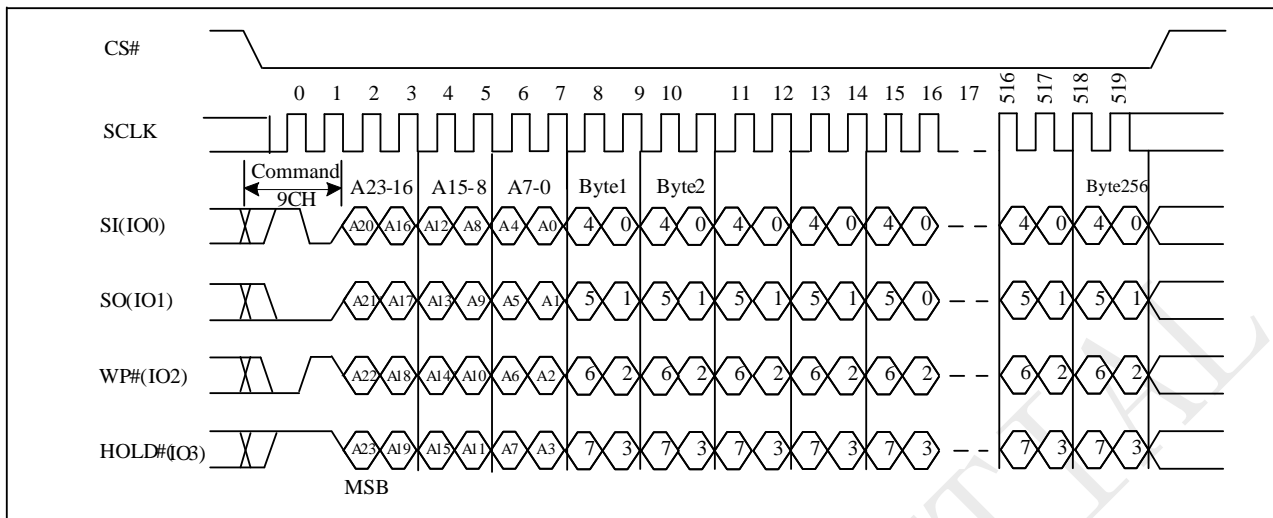 CS#
0 1 2 3 4 5 6 7 8 9 10 11 12 13 14 15 16 17 516 517 518 519
SCLK
Command
9CH
A23-16 A15-8 A7-0 Byte1 Byte2 Byte256
SI(IO0) A20 A16 A12 A8 A4 A0 4 0 4 0 4 0 4 0 4 0 4 0 4 0
SO(IO1) A21 A17 A13 A9 A5 A1 5 1 5 1 5 1 5 1 5 0 5 1 5 1
WP#(IO2) A22 A18 A14 A10 A6 A2 6 2 6 2 6 2 6 2 6 2 6 2 6 2
HOLD#(IO3) A23 A19 A15 A11 A7 A3 7 3 7 3 7 3 7 3 7 3 7 3 7 3
MSB